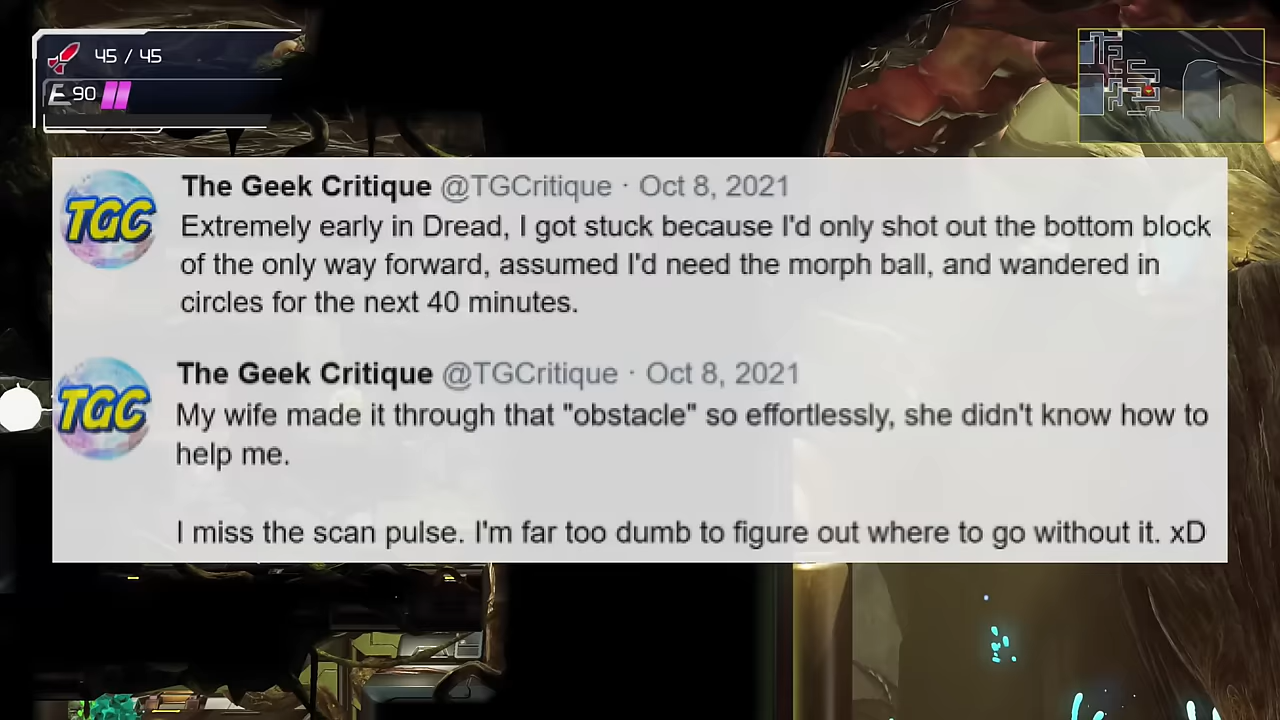 45 / 45
E 90
TGC
The Geek Critique @TGCritique · Oct 8, 2021
Extremely early in Dread, I got stuck because I'd only shot out the bottom block
of the only way forward, assumed I'd need the morph ball, and wandered in
circles for the next 40 minutes.
TGC
The Geek Critique @TGCritique · Oct 8, 2021
My wife made it through that "obstacle" so effortlessly, she didn't know how to
help me.
I miss the scan pulse. I'm far too dumb to figure out where to go without it. xD